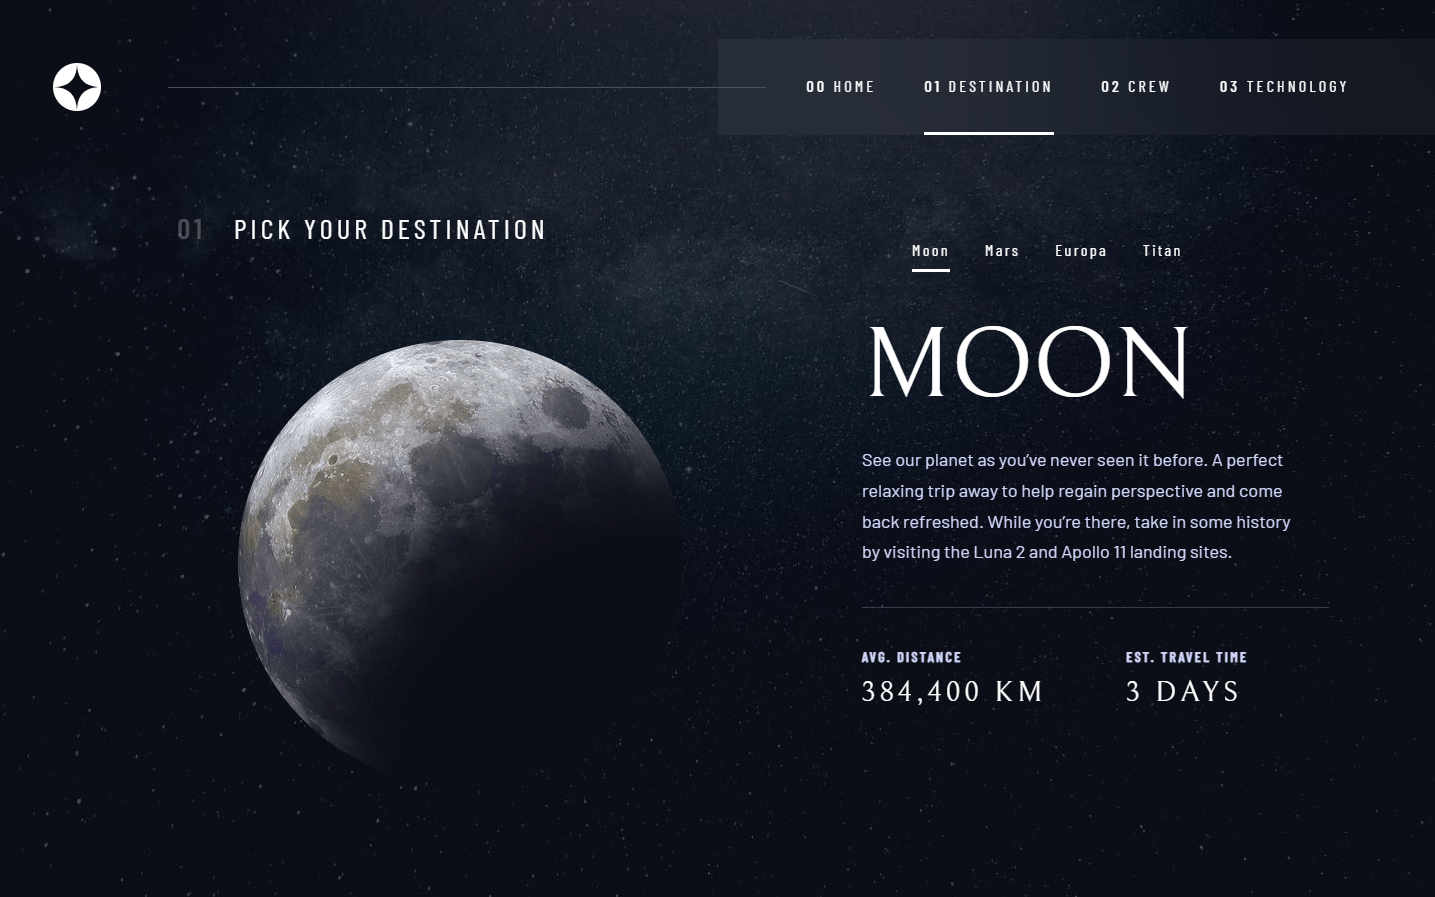 00 HOME 01 DESTINATION 02 CREW 03 TECHNOLOGY
01 PICK YOUR DESTINATION
Moon Mars Europa Titan
MOON
See our planet as you’ve never seen it before. A perfect
relaxing trip away to help regain perspective and come
back refreshed. While you’re there, take in some history
by visiting the Luna 2 and Apollo 11 landing sites.
AVG. DISTANCE EST. TRAVEL TIME
384,400 KM 3 DAYS